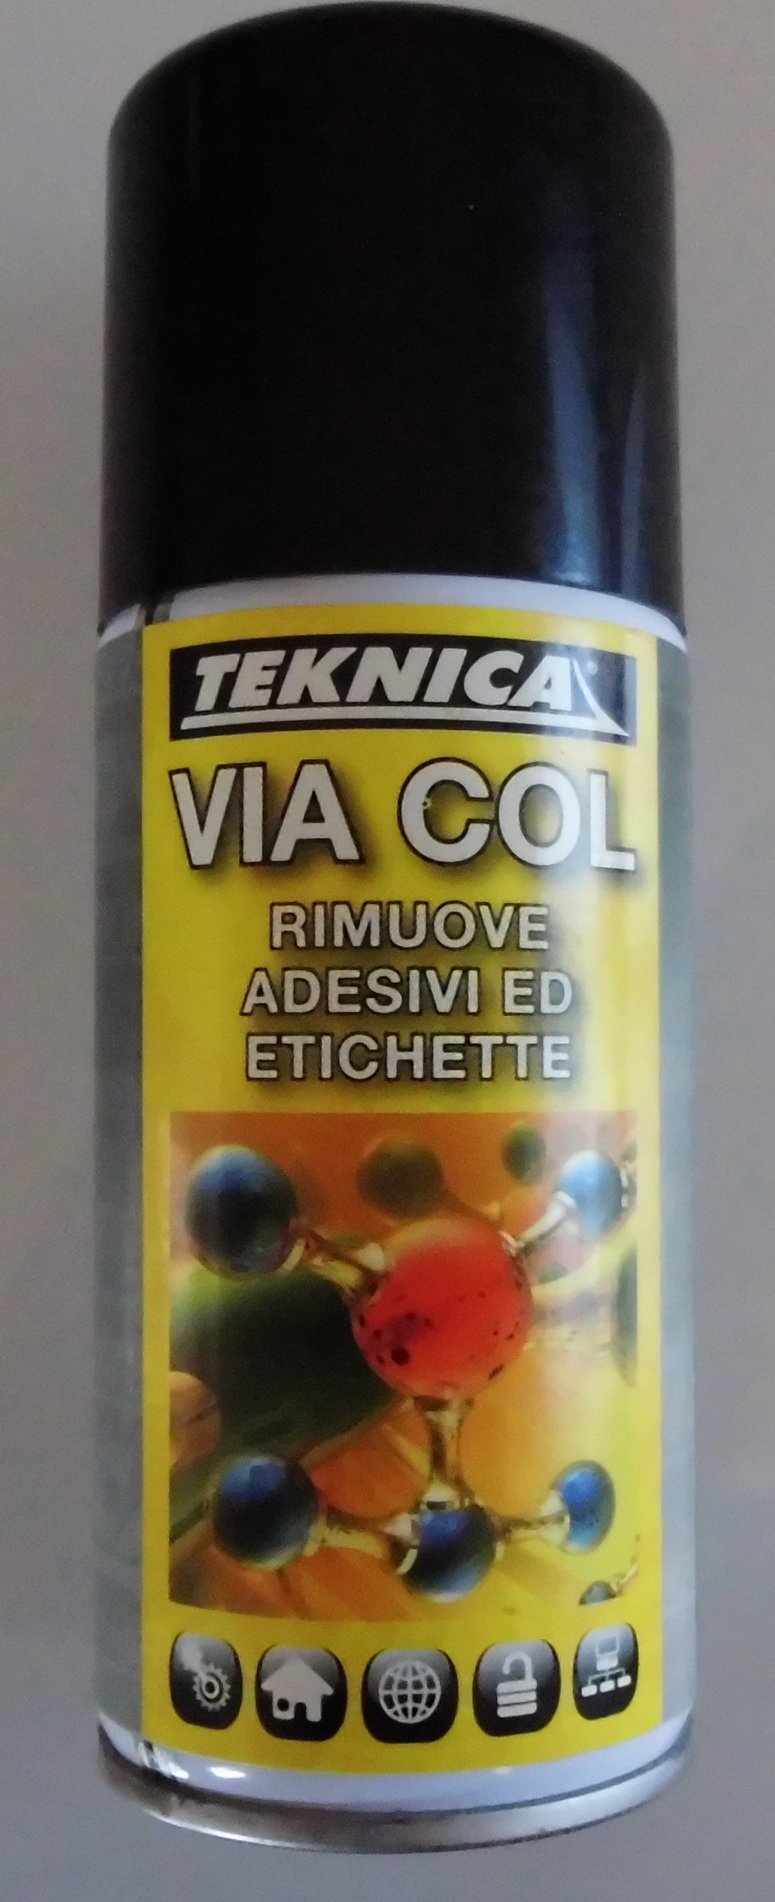 TEKNICA
VIA COL
RIMUOVE
ADESIVI ED
ETICHETTE